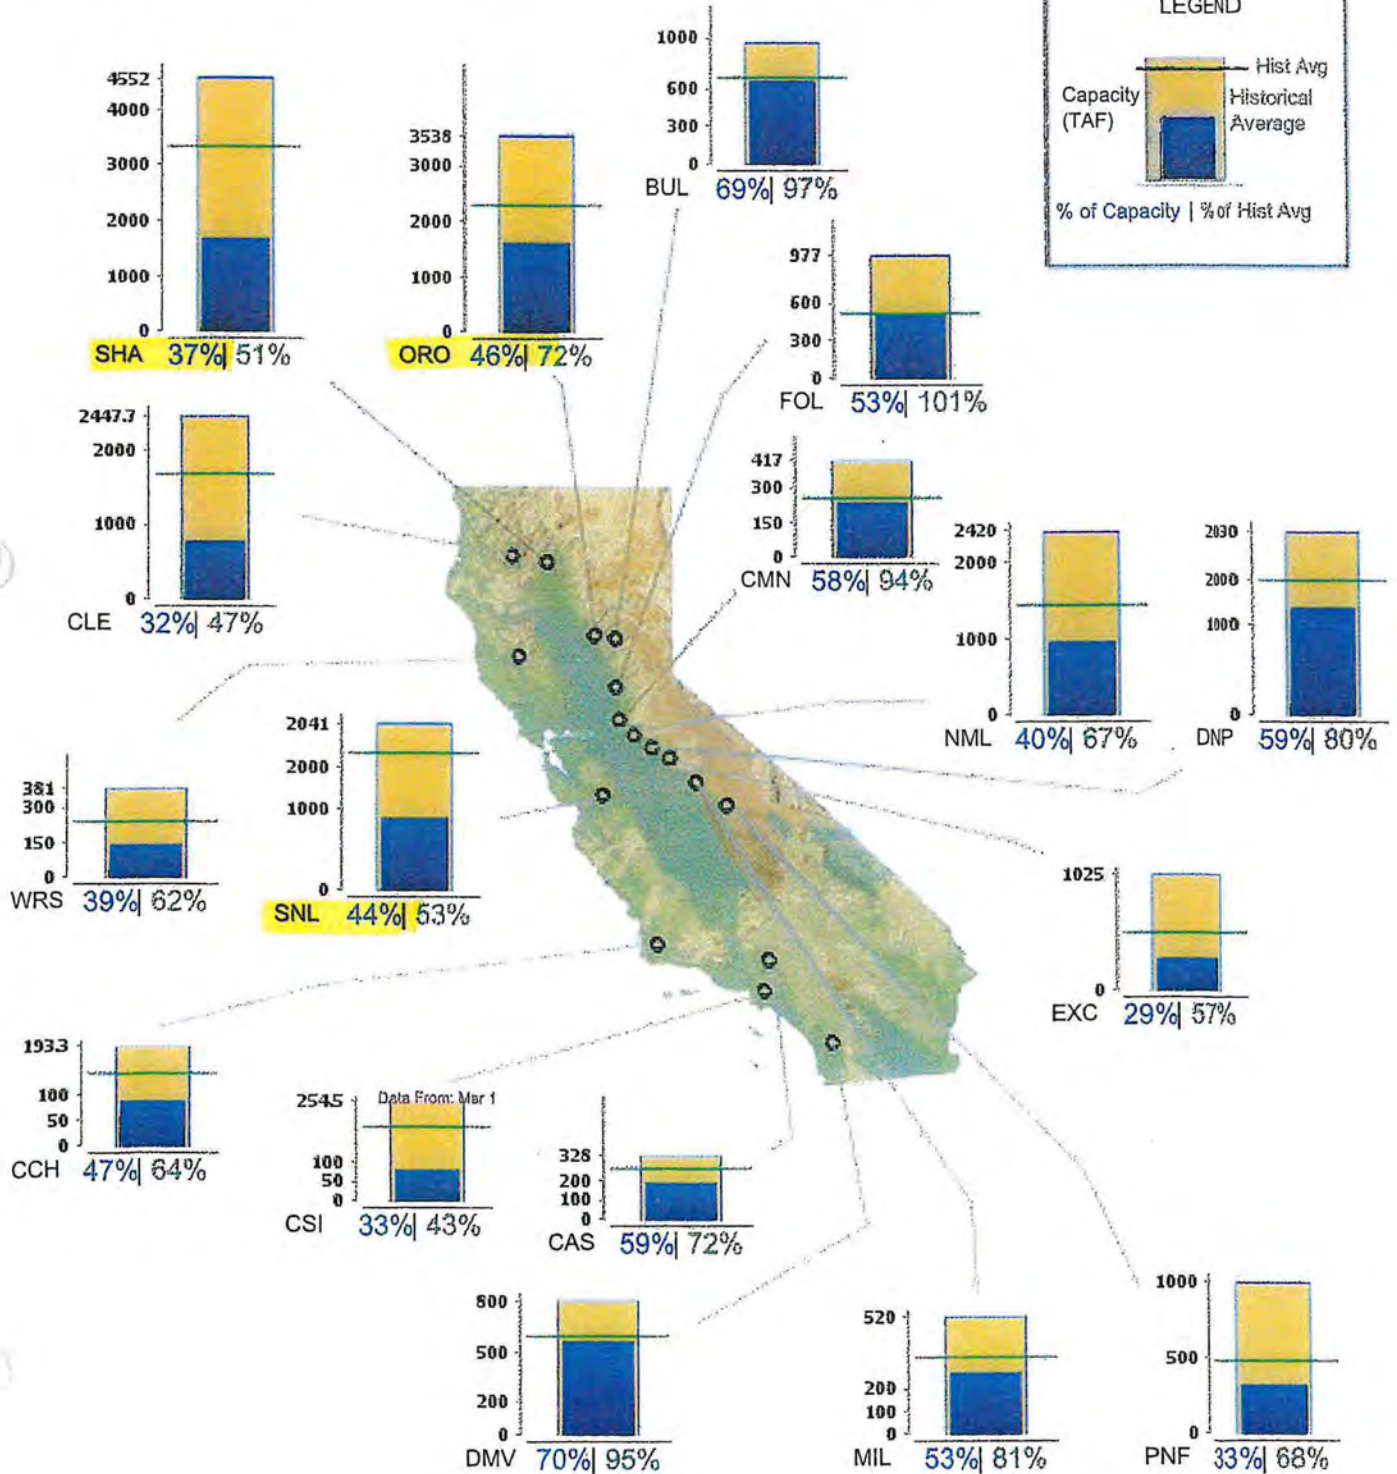 LEGEND
Hist Avg
Capacity
(TAF)
Historical
Average
% of Capacity | % of Hist Avg
4552
4000
3000
2000
1000
0
SHA 37%| 51%
3538
3000
2000
1000
0
ORO 46%| 72%
1000
600
300
0
BUL 69%| 97%
977
600
300
0
FOL 53%| 101%
2447.7
2000
1000
0
CLE 32%| 47%
417
300
150
0
CMN 58%| 94%
2420
2000
1000
0
NML 40%| 67%
2030
2000
1000
0
DNP 59%| 80%
381
300
150
0
WRS 39%| 62%
2041
2000
1000
0
SNL 44%| 53%
1025
0
EXC 29%| 57%
193.3
100
50
0
CCH 47%| 64%
Data From: Mar 1
254.5
100
50
0
CSI 33%| 43%
328
200
100
0
CAS 59%| 72%
800
500
200
0
DMV 70%| 95%
520
200
100
0
MIL 53%| 81%
1000
500
0
PNF 33%| 68%